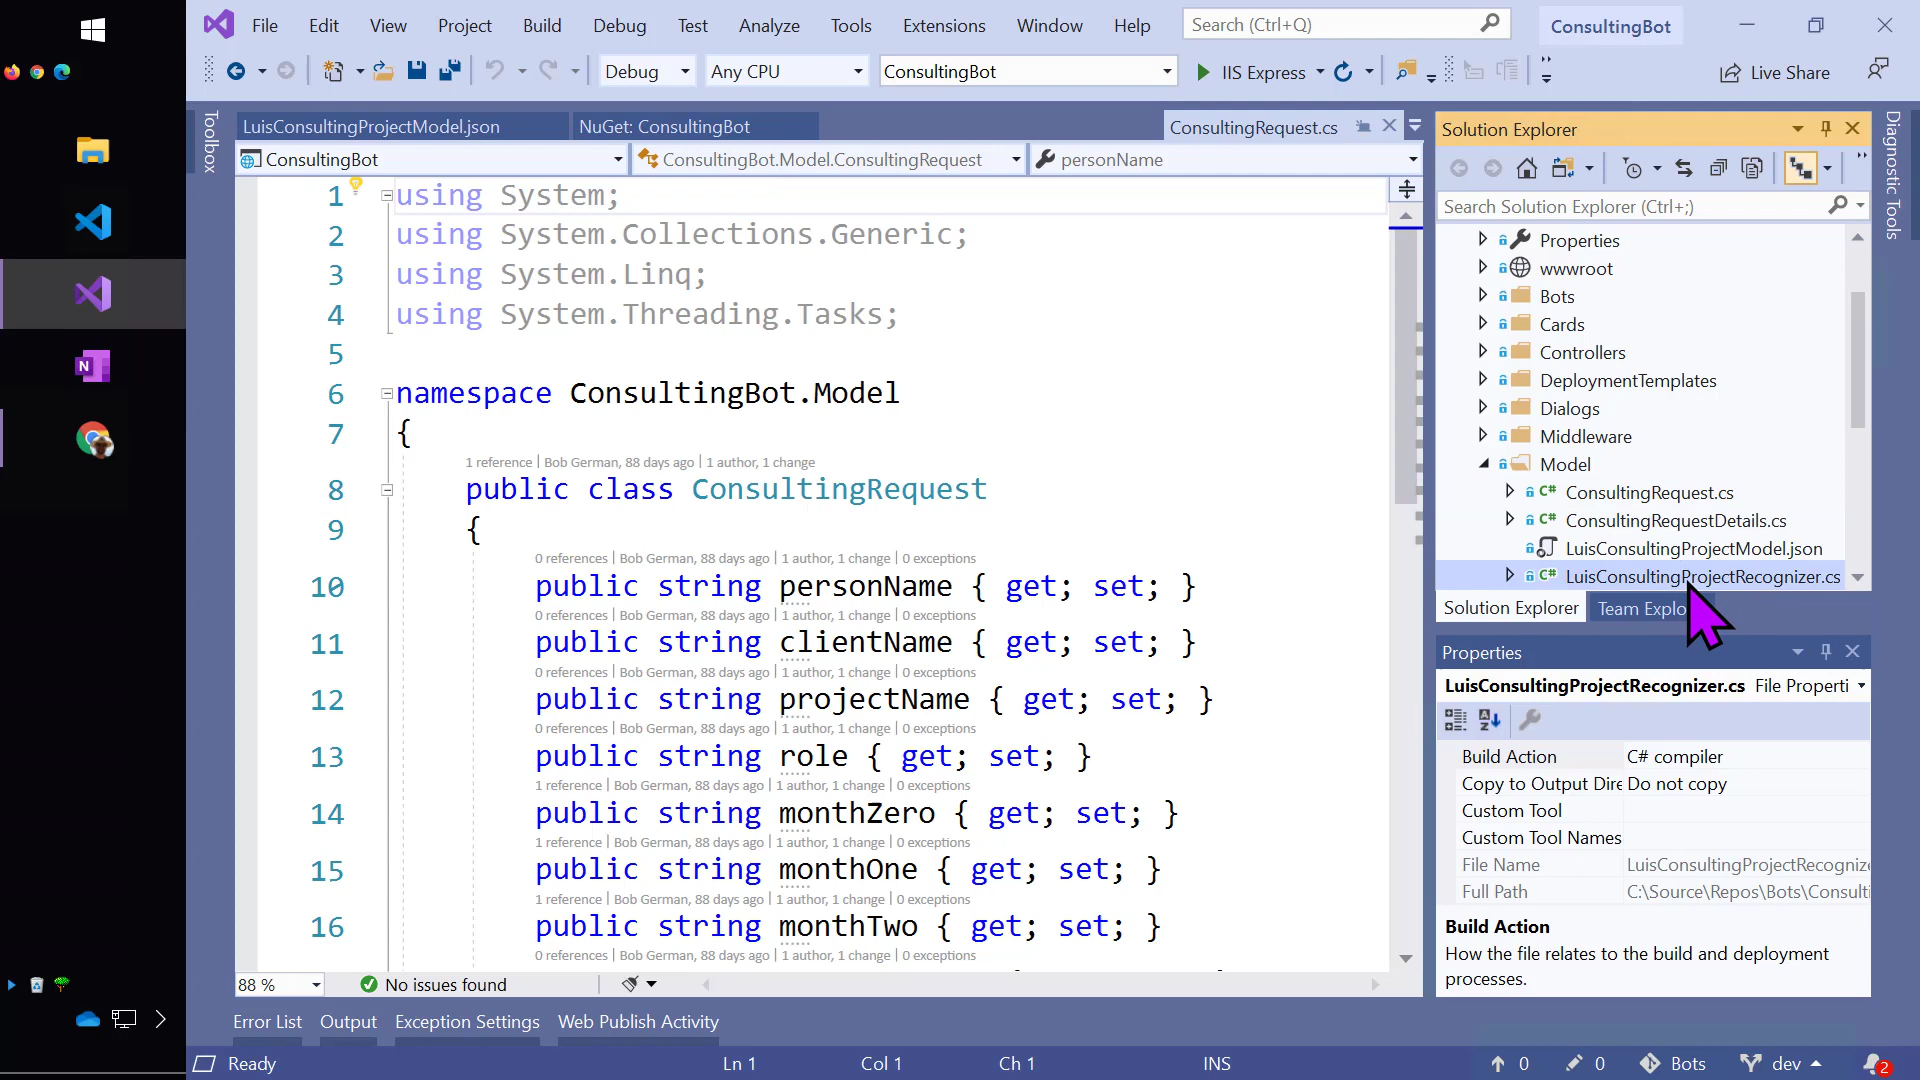 File Edit View Project Build Debug Test Analyze Tools Extensions Window Help Search (Ctrl+Q) ConsultingBot
Debug Any CPU ConsultingBot IIS Express Live Share
Toolbox
LuisConsultingProjectModel.json NuGet: ConsultingBot ConsultingRequest.cs
ConsultingBot ConsultingBot.Model.ConsultingRequest personName
1 using System;
2 using System.Collections.Generic;
3 using System.Linq;
4 using System.Threading.Tasks;
5
6 namespace ConsultingBot.Model
7 {
1 reference | Bob German, 88 days ago | 1 author, 1 change
8 public class ConsultingRequest
9 {
0 references | Bob German, 88 days ago | 1 author, 1 change | 0 exceptions
10 public string personName { get; set; }
0 references | Bob German, 88 days ago | 1 author, 1 change | 0 exceptions
11 public string clientName { get; set; }
0 references | Bob German, 88 days ago | 1 author, 1 change | 0 exceptions
12 public string projectName { get; set; }
0 references | Bob German, 88 days ago | 1 author, 1 change | 0 exceptions
13 public string role { get; set; }
1 reference | Bob German, 88 days ago | 1 author, 1 change | 0 exceptions
14 public string monthZero { get; set; }
1 reference | Bob German, 88 days ago | 1 author, 1 change | 0 exceptions
15 public string monthOne { get; set; }
1 reference | Bob German, 88 days ago | 1 author, 1 change | 0 exceptions
16 public string monthTwo { get; set; }
0 references | Bob German, 88 days ago | 1 author, 1 change | 0 exceptions
88 % No issues found
Error List Output Exception Settings Web Publish Activity
Solution Explorer
Search Solution Explorer (Ctrl+;)
Properties
wwwroot
Bots
Cards
Controllers
DeploymentTemplates
Dialogs
Middleware
Model
C# ConsultingRequest.cs
C# ConsultingRequestDetails.cs
LuisConsultingProjectModel.json
C# LuisConsultingProjectRecognizer.cs
Solution Explorer Team Explo
Properties
LuisConsultingProjectRecognizer.cs File Properti
Build Action C# compiler
Copy to Output Dire Do not copy
Custom Tool
Custom Tool Names
File Name LuisConsultingProjectRecognize
Full Path C:\Source\Repos\Bots\Consulti
Build Action
How the file relates to the build and deployment
processes.
Diagnostic Tools
Ready Ln 1 Col 1 Ch 1 INS 0 0 Bots dev 2
N